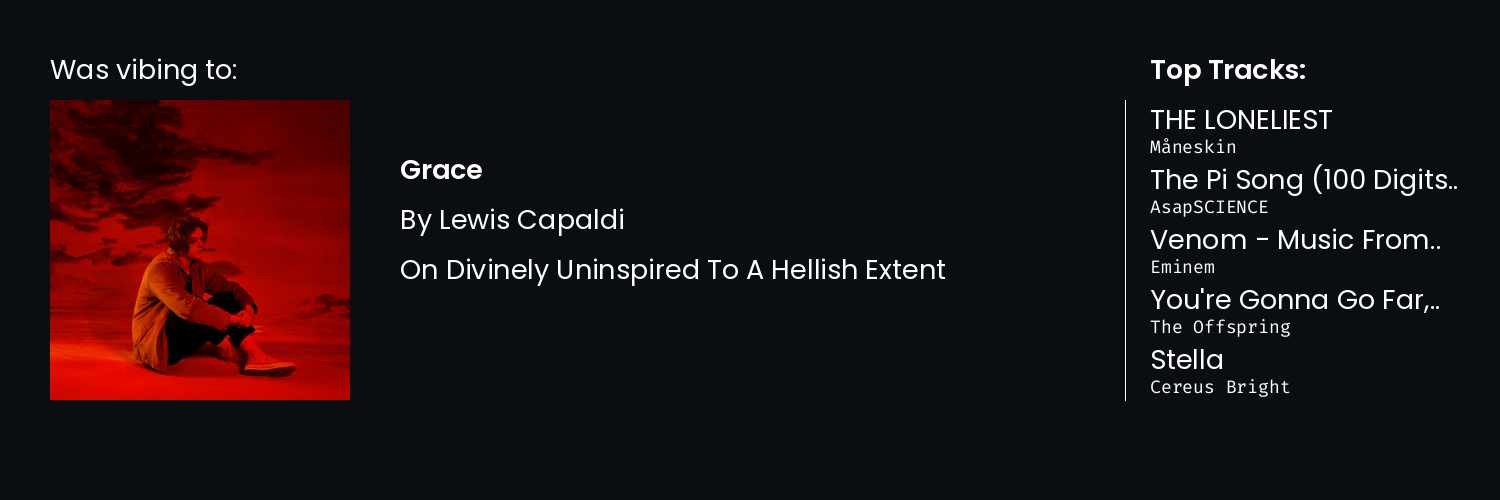 Was vibing to:
Grace
By Lewis Capaldi
On Divinely Uninspired To A Hellish Extent
Top Tracks:
THE LONELIEST
Måneskin
The Pi Song (100 Digits..
AsapSCIENCE
Venom - Music From..
Eminem
You're Gonna Go Far,..
The Offspring
Stella
Cereus Bright